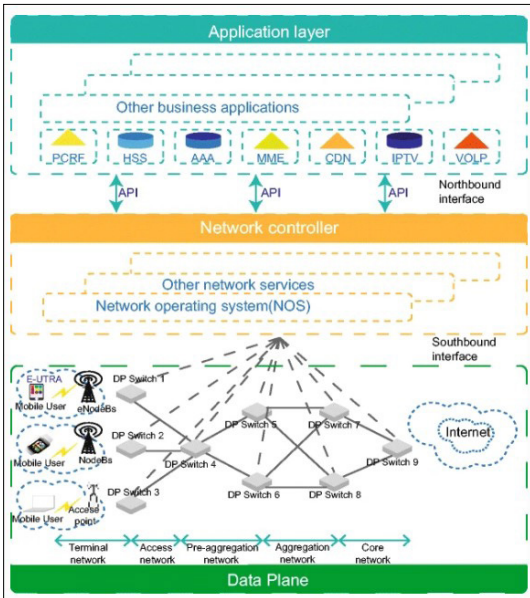 Application layer
Other business applications
PCRF HSS AAA MME CDN IPTV VOLP
API API API
Northbound
interface
Network controller
Other network services
Network operating system(NOS)
Southbound
interface
E-UTRA
Mobile User
eNodeBs
DP Switch 1
Mobile User
NodeBs
DP Switch 2
Mobile User
Access
point
DP Switch 3
DP Switch 4
DP Switch 5
DP Switch 6
DP Switch 7
DP Switch 8
DP Switch 9
Internet
Terminal
network
Access
network
Pre-aggregation
network
Aggregation
network
Core
network
Data Plane